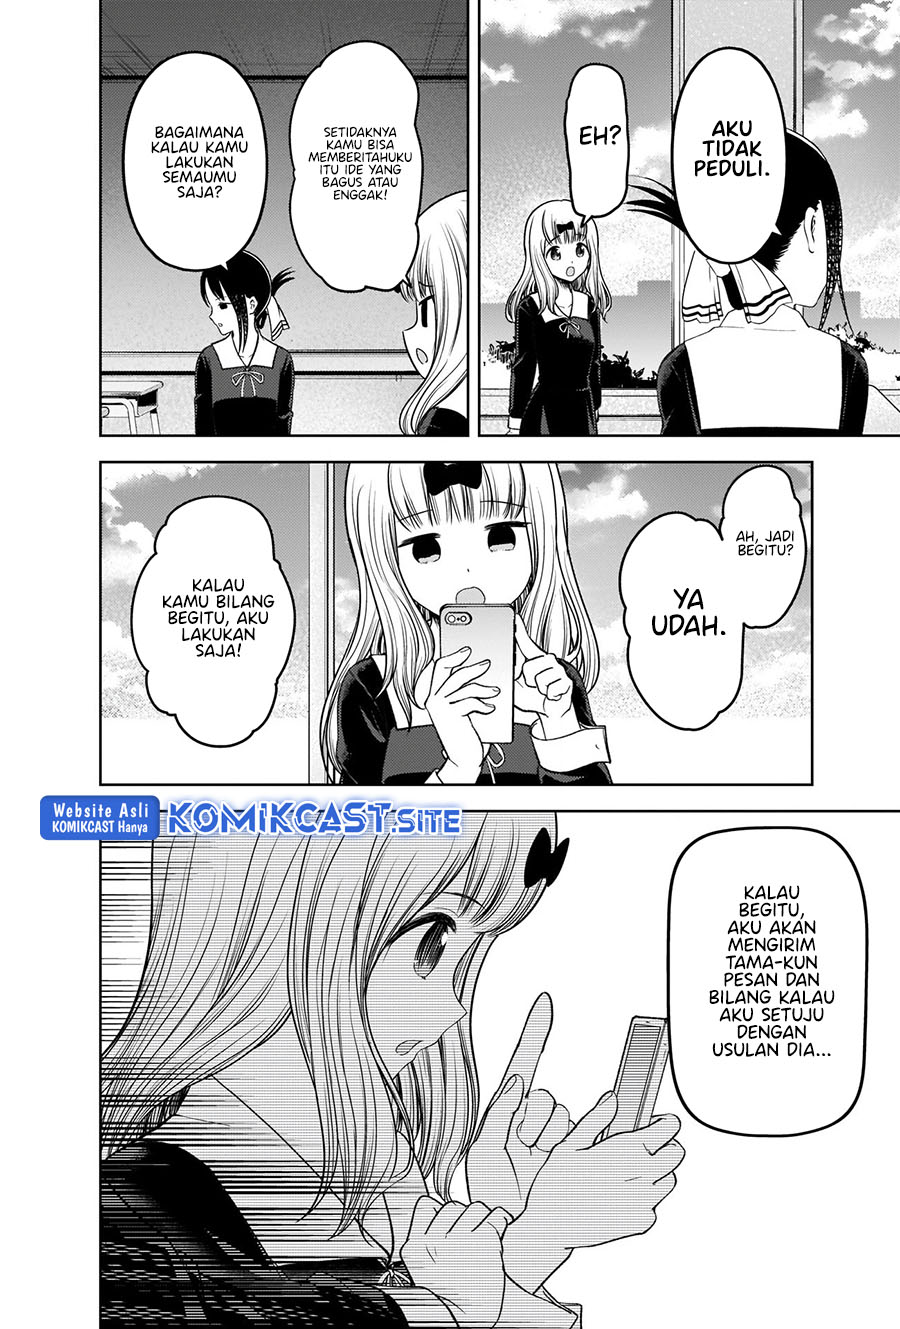 AKU
TIDAK
PEDULI.
EH?
SETIDAKNYA
KAMU BISA
MEMBERITAHUKU
ITU IDE YANG
BAGUS ATAU
ENGGAK!
BAGAIMANA
KALAU KAMU
LAKUKAN
SEMAUMU
SAJA?
AH, JADI
BEGITU?
YA
UDAH.
KALAU
KAMU BILANG
BEGITU, AKU
LAKUKAN
SAJA!
Website Asli
KOMIKCAST Hanya
KOMIKCAST.SITE
KALAU
BEGITU,
AKU AKAN
MENGIRIM
TAMA-KUN
PESAN DAN
BILANG KALAU
AKU SETUJU
DENGAN
USULAN DIA...